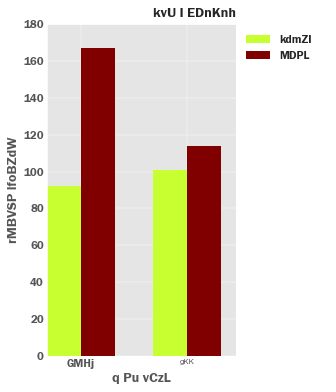 kvU l EDnKnh
kdmZl
MDPL
180
160
140
120
100
80
60
40
20
0
rMBVSP lfoBZdW
GMHj
gKK
q Pu vCzL